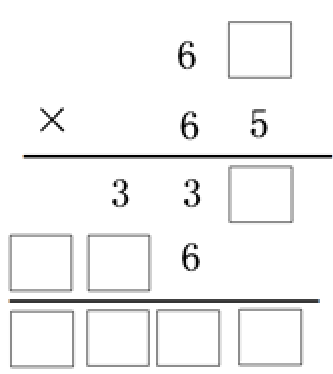 6 □
× 6 5
3 3 □
□ □ 6
□ □ □ □